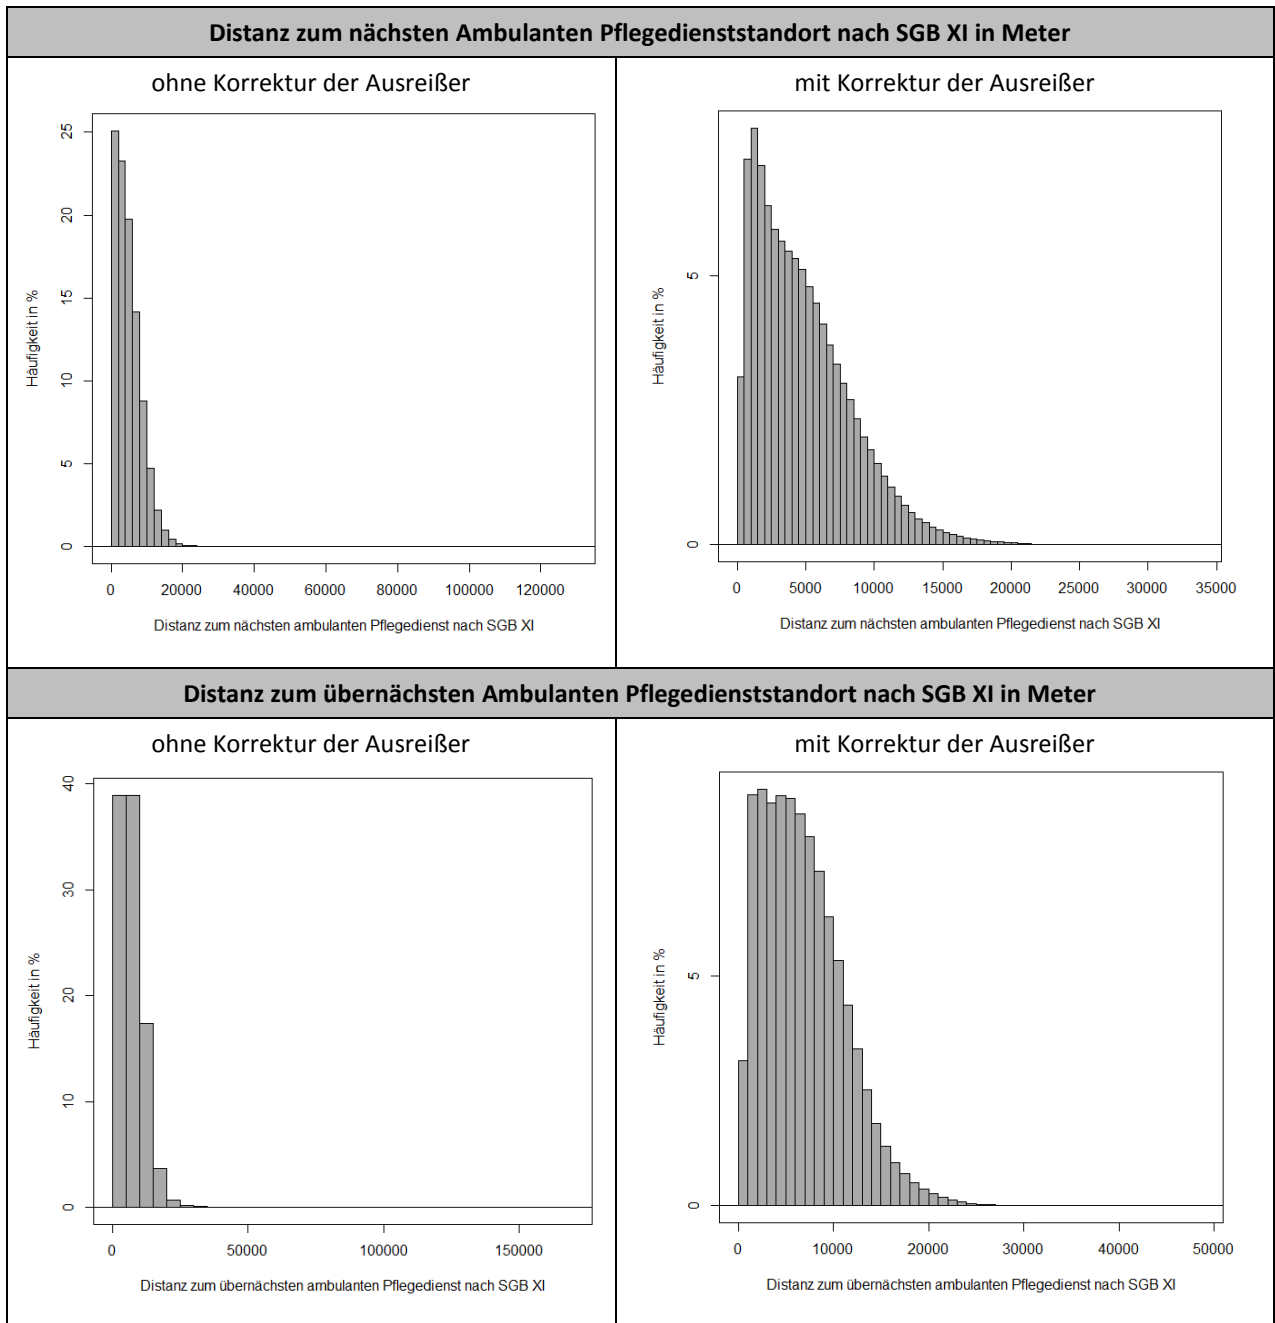 Distanz zum nächsten Ambulanten Pflegedienststandort nach SGB XI in Meter
ohne Korrektur der Ausreißer
25
20
15
10
5
0
Häufigkeit in %
0 20000 40000 60000 80000 100000 120000
Distanz zum nächsten ambulanten Pflegedienst nach SGB XI
mit Korrektur der Ausreißer
5
0
Häufigkeit in %
0 5000 10000 15000 20000 25000 30000 35000
Distanz zum nächsten ambulanten Pflegedienst nach SGB XI
Distanz zum übernächsten Ambulanten Pflegedienststandort nach SGB XI in Meter
ohne Korrektur der Ausreißer
40
30
20
10
0
Häufigkeit in %
0 50000 100000 150000
Distanz zum übernächsten ambulanten Pflegedienst nach SGB XI
mit Korrektur der Ausreißer
5
0
Häufigkeit in %
0 10000 20000 30000 40000 50000
Distanz zum übernächsten ambulanten Pflegedienst nach SGB XI